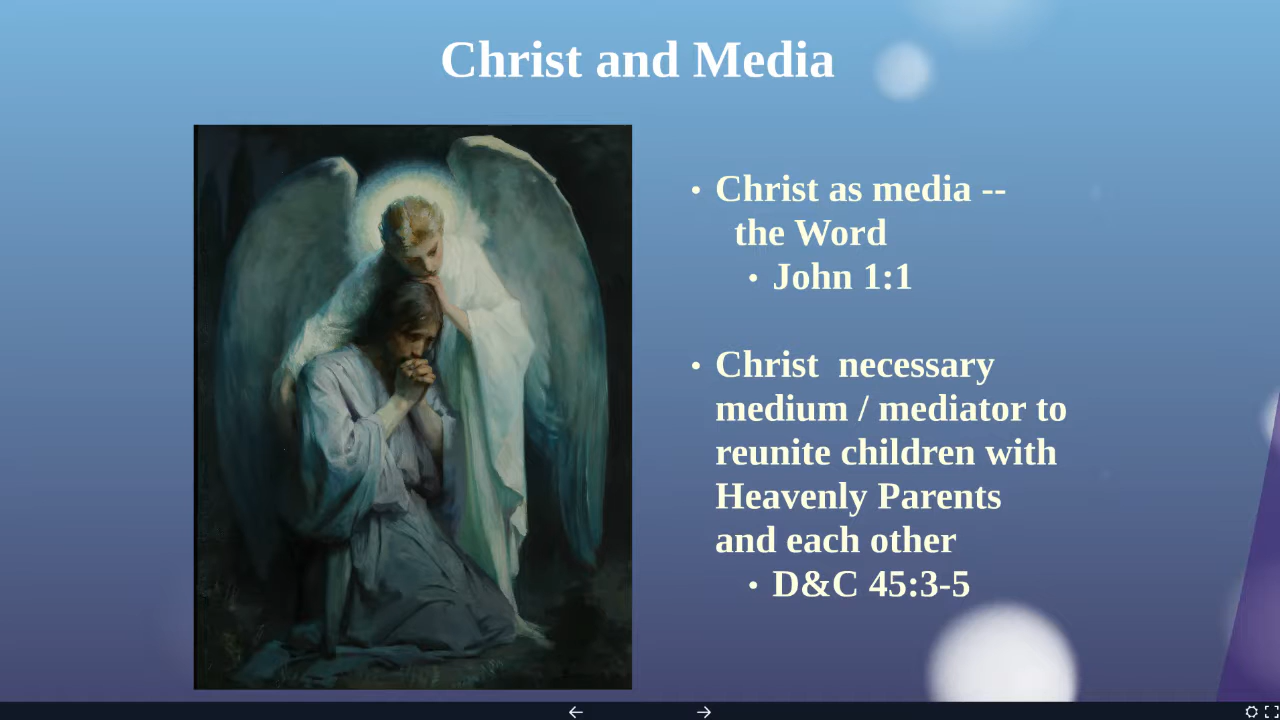 Christ and Media
• Christ as media --
the Word
• John 1:1
• Christ  necessary
medium / mediator to
reunite children with
Heavenly Parents
and each other
• D&C 45:3-5